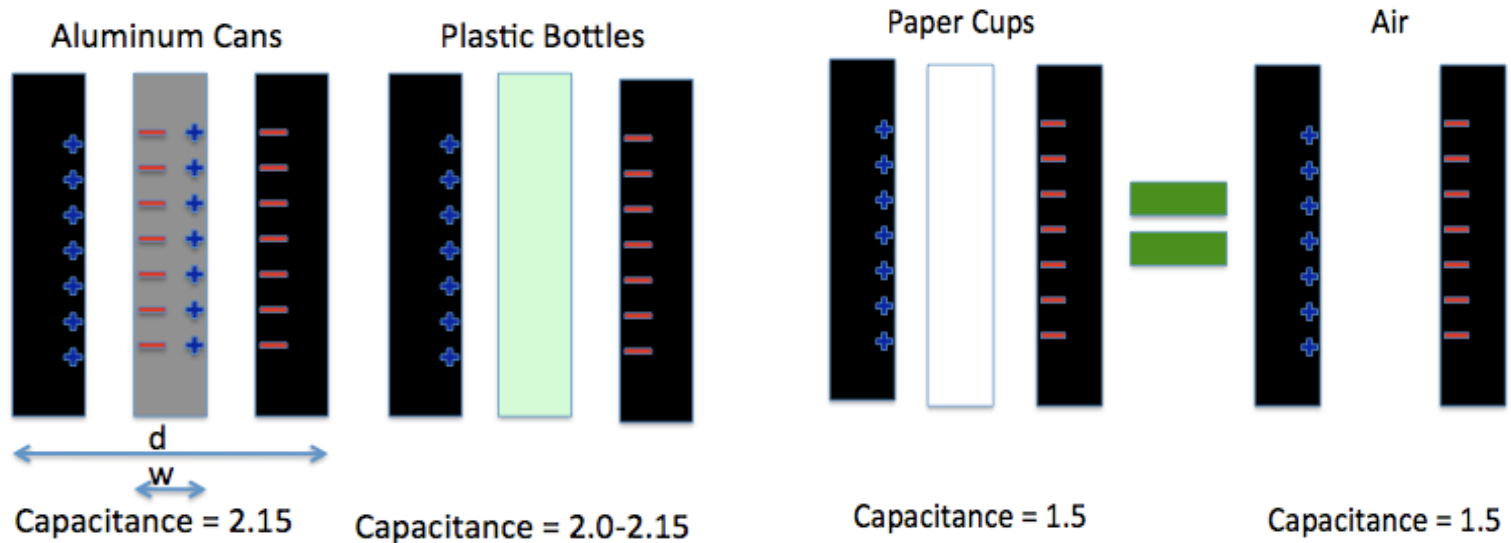 Aluminum Cans
Plastic Bottles
Paper Cups
Air
d
w
Capacitance = 2.15
Capacitance = 2.0-2.15
Capacitance = 1.5
Capacitance = 1.5